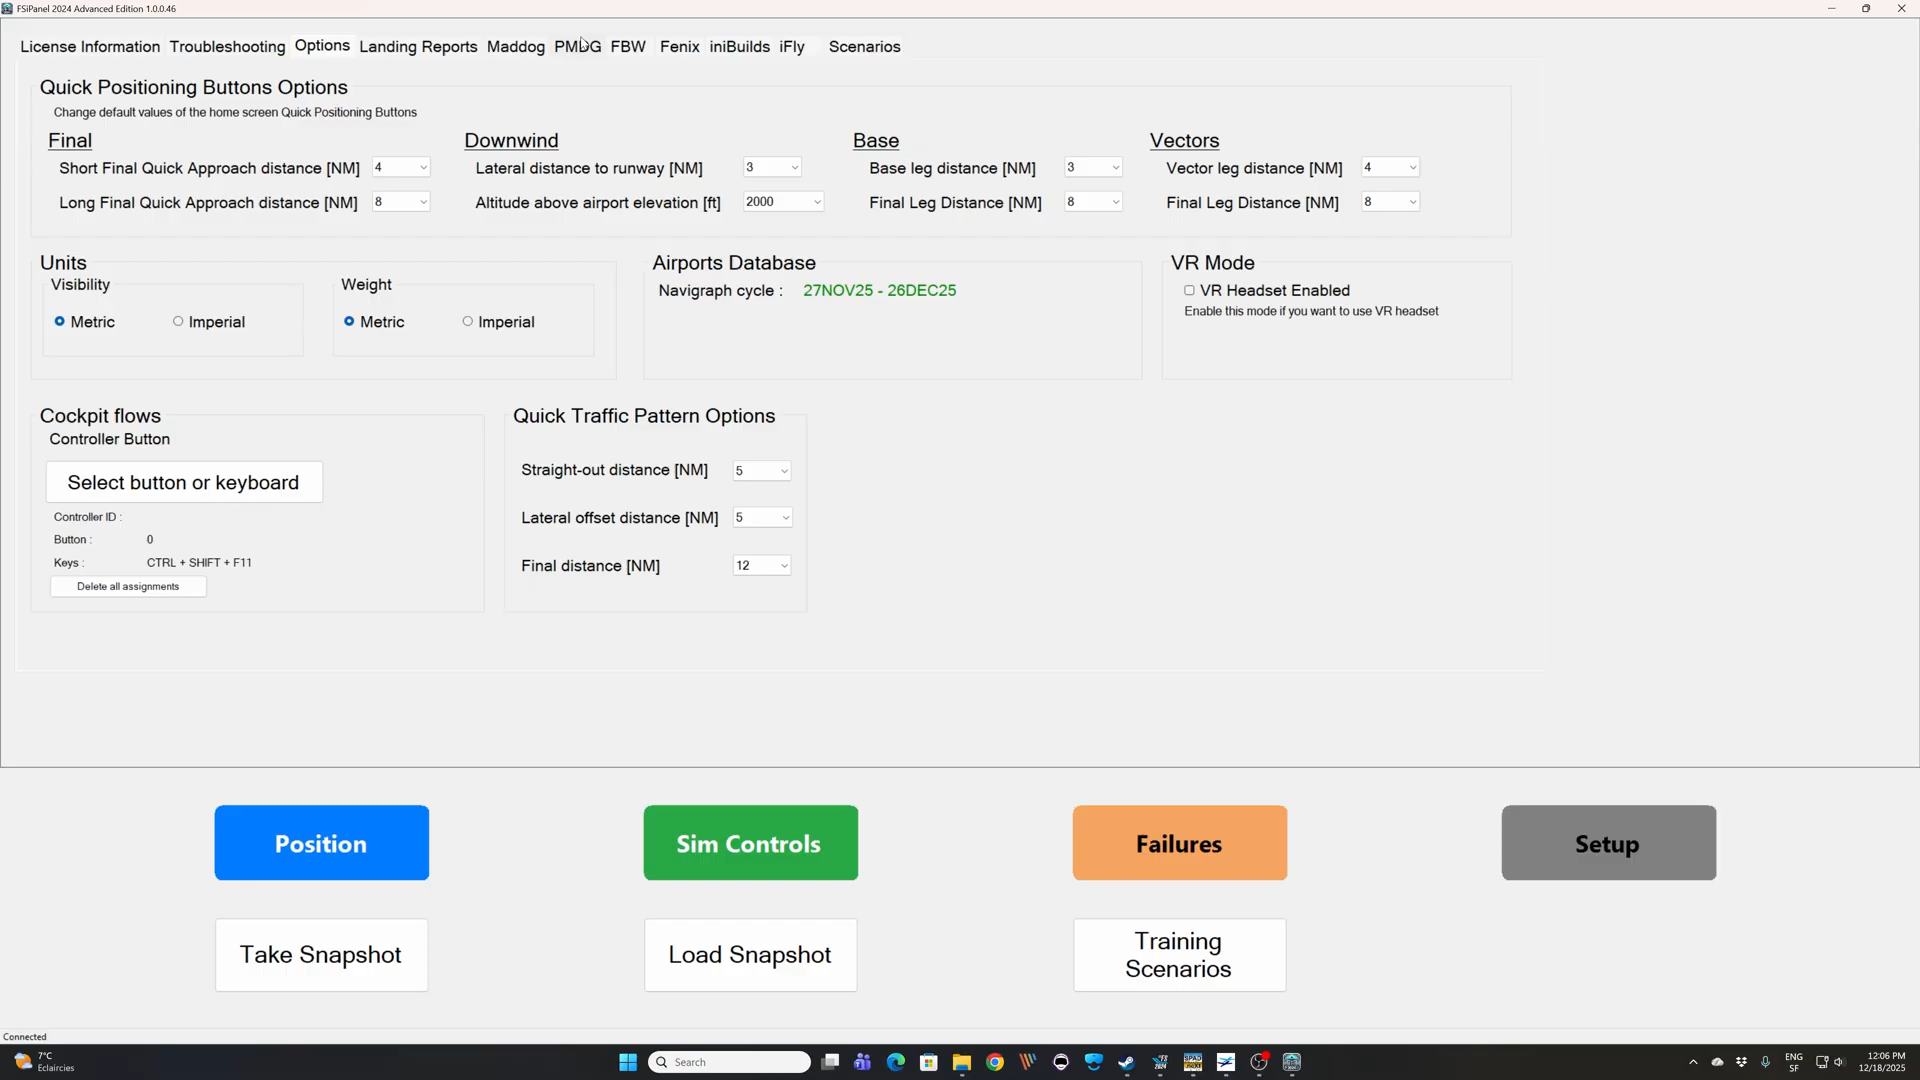 FSiPanel 2024 Advanced Edition 1.0.0.46
License Information Troubleshooting Options Landing Reports Maddog PMDG FBW Fenix iniBuilds iFly Scenarios
Quick Positioning Buttons Options
Change default values of the home screen Quick Positioning Buttons
Final Downwind Base Vectors
Short Final Quick Approach distance [NM] 4 Lateral distance to runway [NM] 3 Base leg distance [NM] 3 Vector leg distance [NM] 4
Long Final Quick Approach distance [NM] 8 Altitude above airport elevation [ft] 2000 Final Leg Distance [NM] 8 Final Leg Distance [NM] 8
Units Airports Database VR Mode
Visibility Weight Navigraph cycle : 27NOV25 - 26DEC25 VR Headset Enabled
Enable this mode if you want to use VR headset
Metric Imperial Metric Imperial
Cockpit flows Quick Traffic Pattern Options
Controller Button
Select button or keyboard Straight-out distance [NM] 5
Controller ID : Lateral offset distance [NM] 5
Button : 0
Keys : CTRL + SHIFT + F11 Final distance [NM] 12
Delete all assignments
Position Sim Controls Failures Setup
Take Snapshot Load Snapshot Training
Scenarios
Connected
7°C
Eclaircies
Search
FS
2024
ENG
SF
12:06 PM
12/18/2025